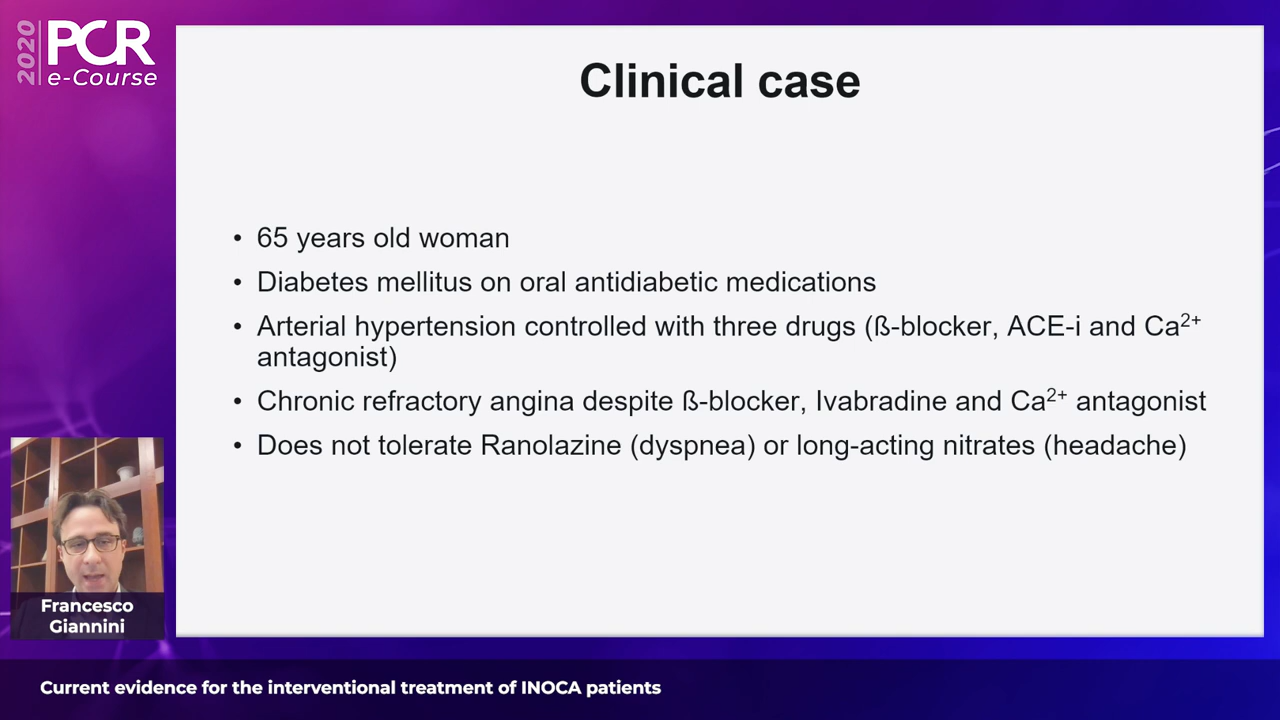 2020
PCR
e-Course
Clinical case
• 65 years old woman
• Diabetes mellitus on oral antidiabetic medications
• Arterial hypertension controlled with three drugs (ß-blocker, ACE-i and Ca²⁺
antagonist)
• Chronic refractory angina despite ß-blocker, Ivabradine and Ca²⁺ antagonist
• Does not tolerate Ranolazine (dyspnea) or long-acting nitrates (headache)
Francesco
Giannini
Current evidence for the interventional treatment of INOCA patients